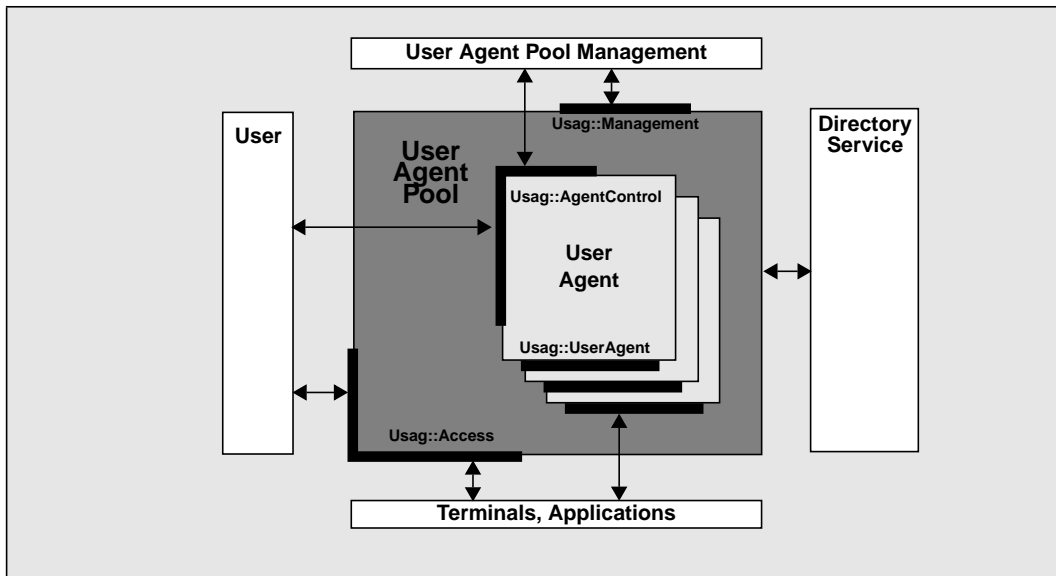 User Agent Pool Management
Usag::Management
User
Directory
Service
User
Agent
Pool
Usag::AgentControl
User
Agent
Usag::UserAgent
Usag::Access
Terminals, Applications